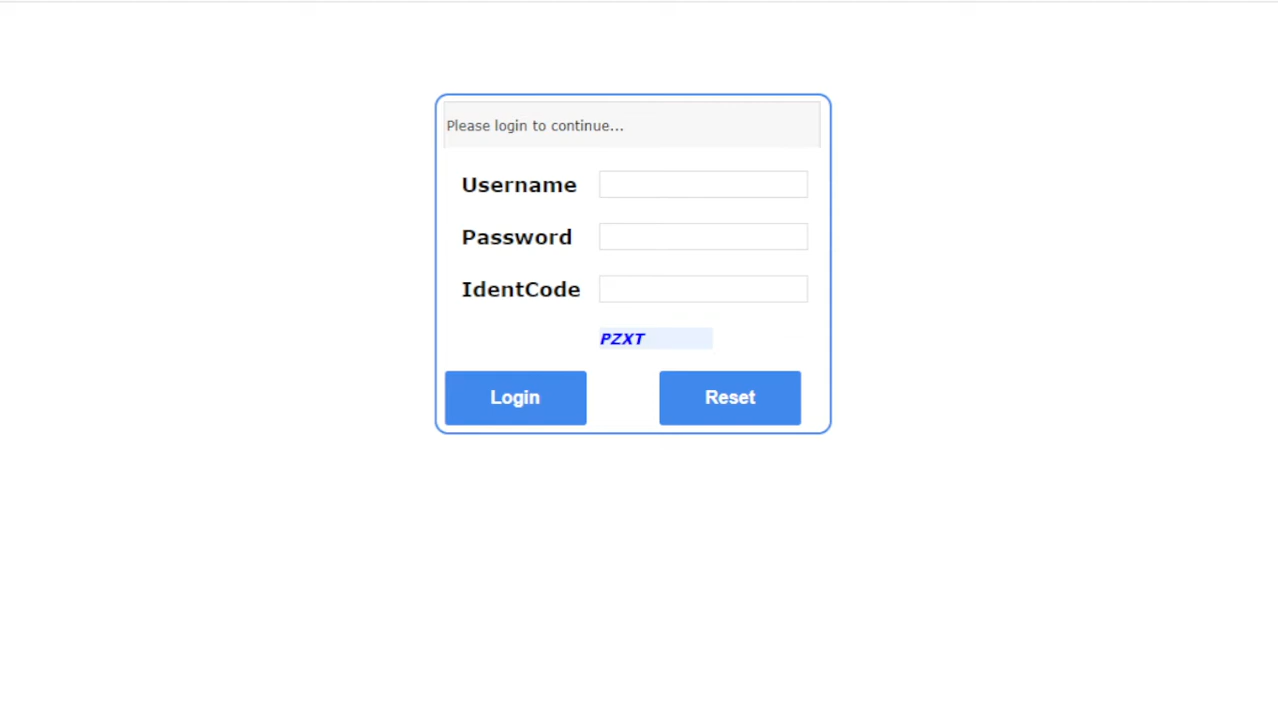 Please login to continue...
Username
Password
IdentCode
PZXT
Login Reset